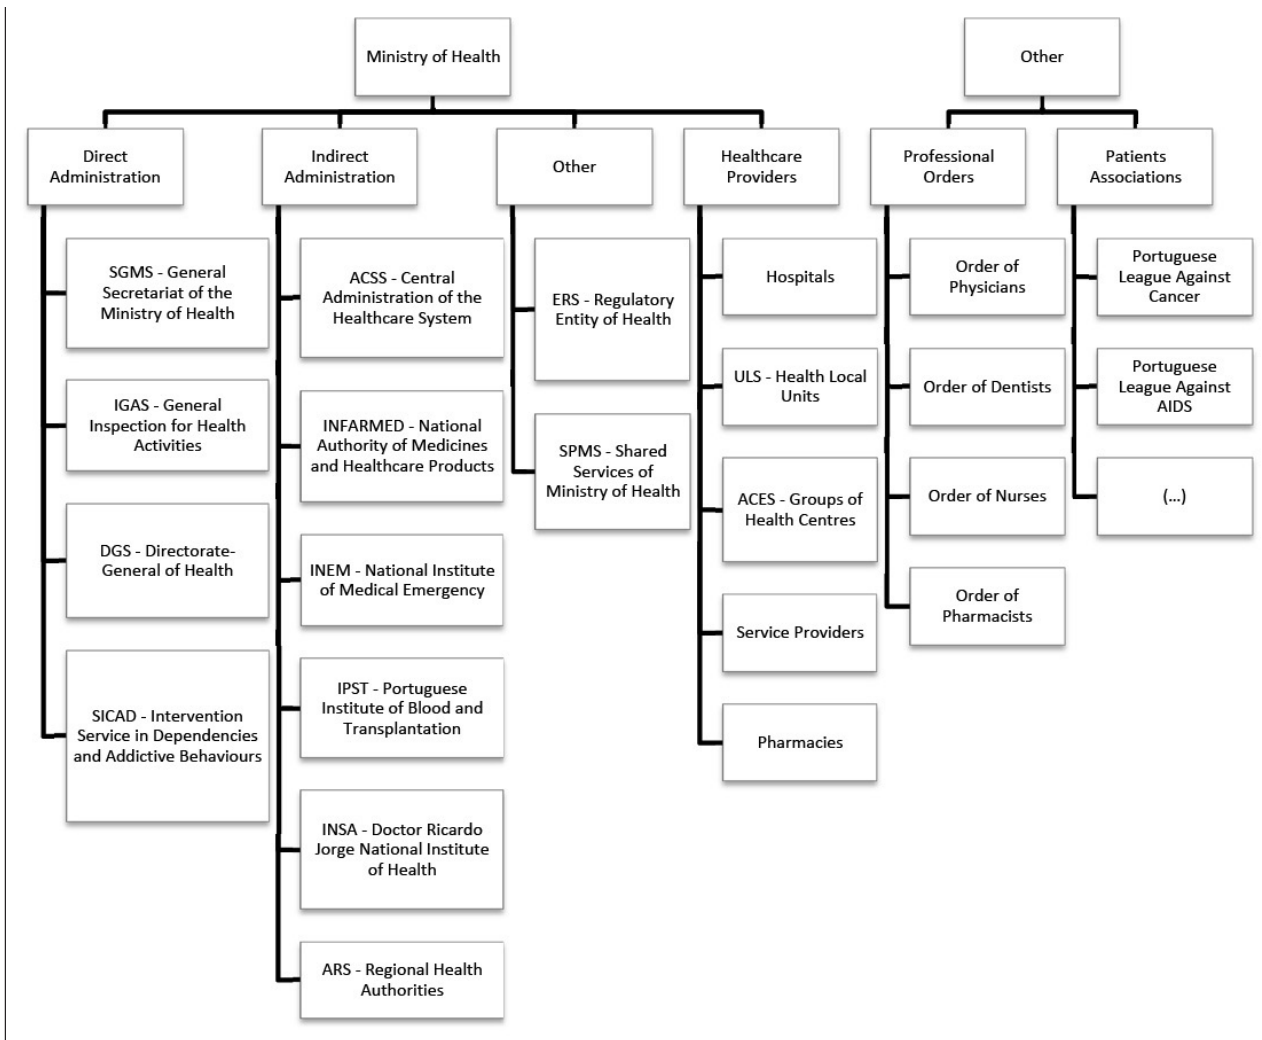 Ministry of Health
Other
Direct
Administration
Indirect
Administration
Other
Healthcare
Providers
Professional
Orders
Patients
Associations
SGMS - General
Secretariat of the
Ministry of Health
IGAS - General
Inspection for Health
Activities
DGS - Directorate-
General of Health
SICAD - Intervention
Service in Dependencies
and Addictive Behaviours
ACSS - Central
Administration of the
Healthcare System
INFARMED - National
Authority of Medicines
and Healthcare Products
INEM - National Institute
of Medical Emergency
IPST - Portuguese
Institute of Blood and
Transplantation
INSA - Doctor Ricardo
Jorge National Institute
of Health
ARS - Regional Health
Authorities
ERS - Regulatory
Entity of Health
SPMS - Shared
Services of
Ministry of Health
Hospitals
ULS - Health Local
Units
ACES - Groups of
Health Centres
Service Providers
Pharmacies
Order of
Physicians
Order of Dentists
Order of Nurses
Order of
Pharmacists
Portuguese
League Against
Cancer
Portuguese
League Against
AIDS
(...)